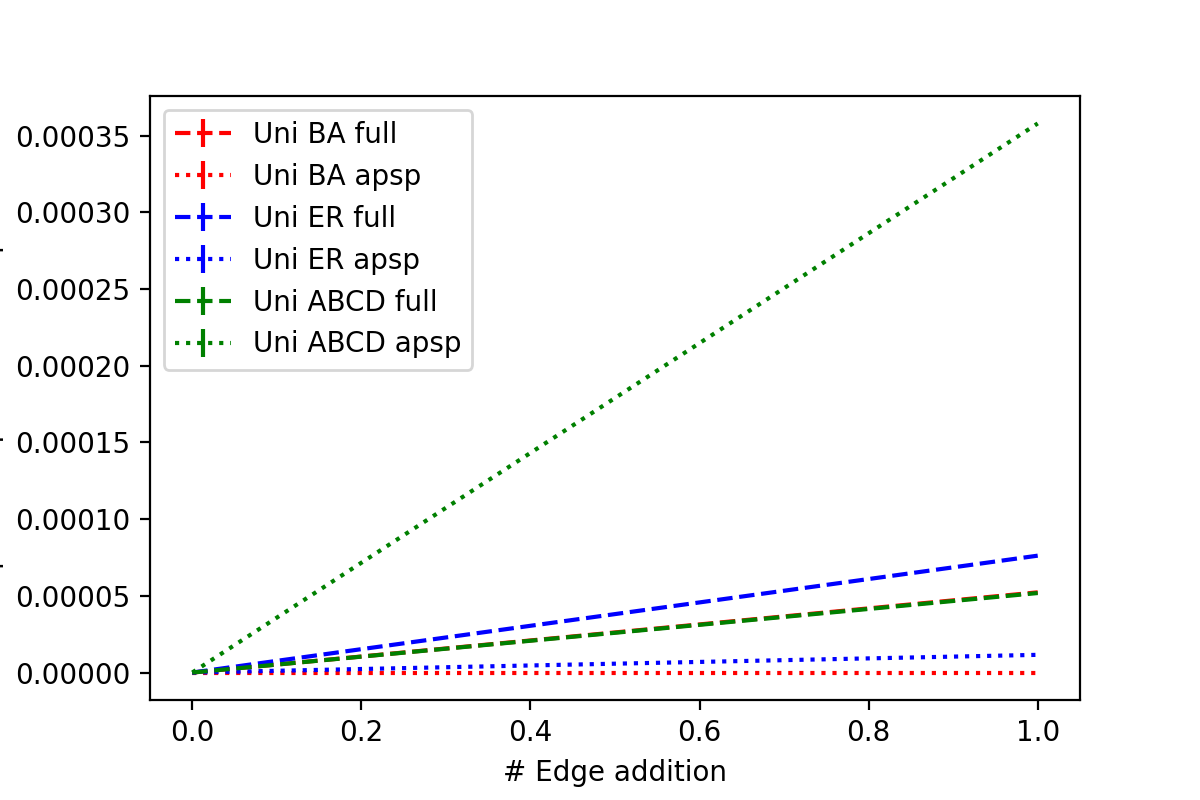 0.00035
0.00030
0.00025
0.00020
0.00015
0.00010
0.00005
0.00000
Uni BA full
Uni BA apsp
Uni ER full
Uni ER apsp
Uni ABCD full
Uni ABCD apsp
0.0 0.2 0.4 0.6 0.8 1.0
# Edge addition